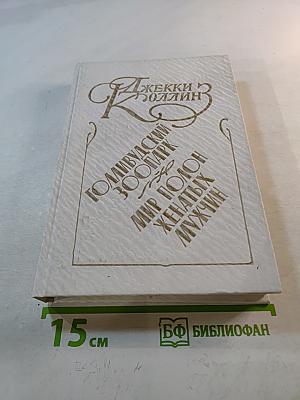 ДЖЕККИ
КОЛЛИНЗ
ГОЛЛИВУДСКИЙ
ЗООПАРК
МИР ПОЛОН
ЖЕНАТЫХ
МУЖЧИН
15 см
БФ БИБЛИОФАН